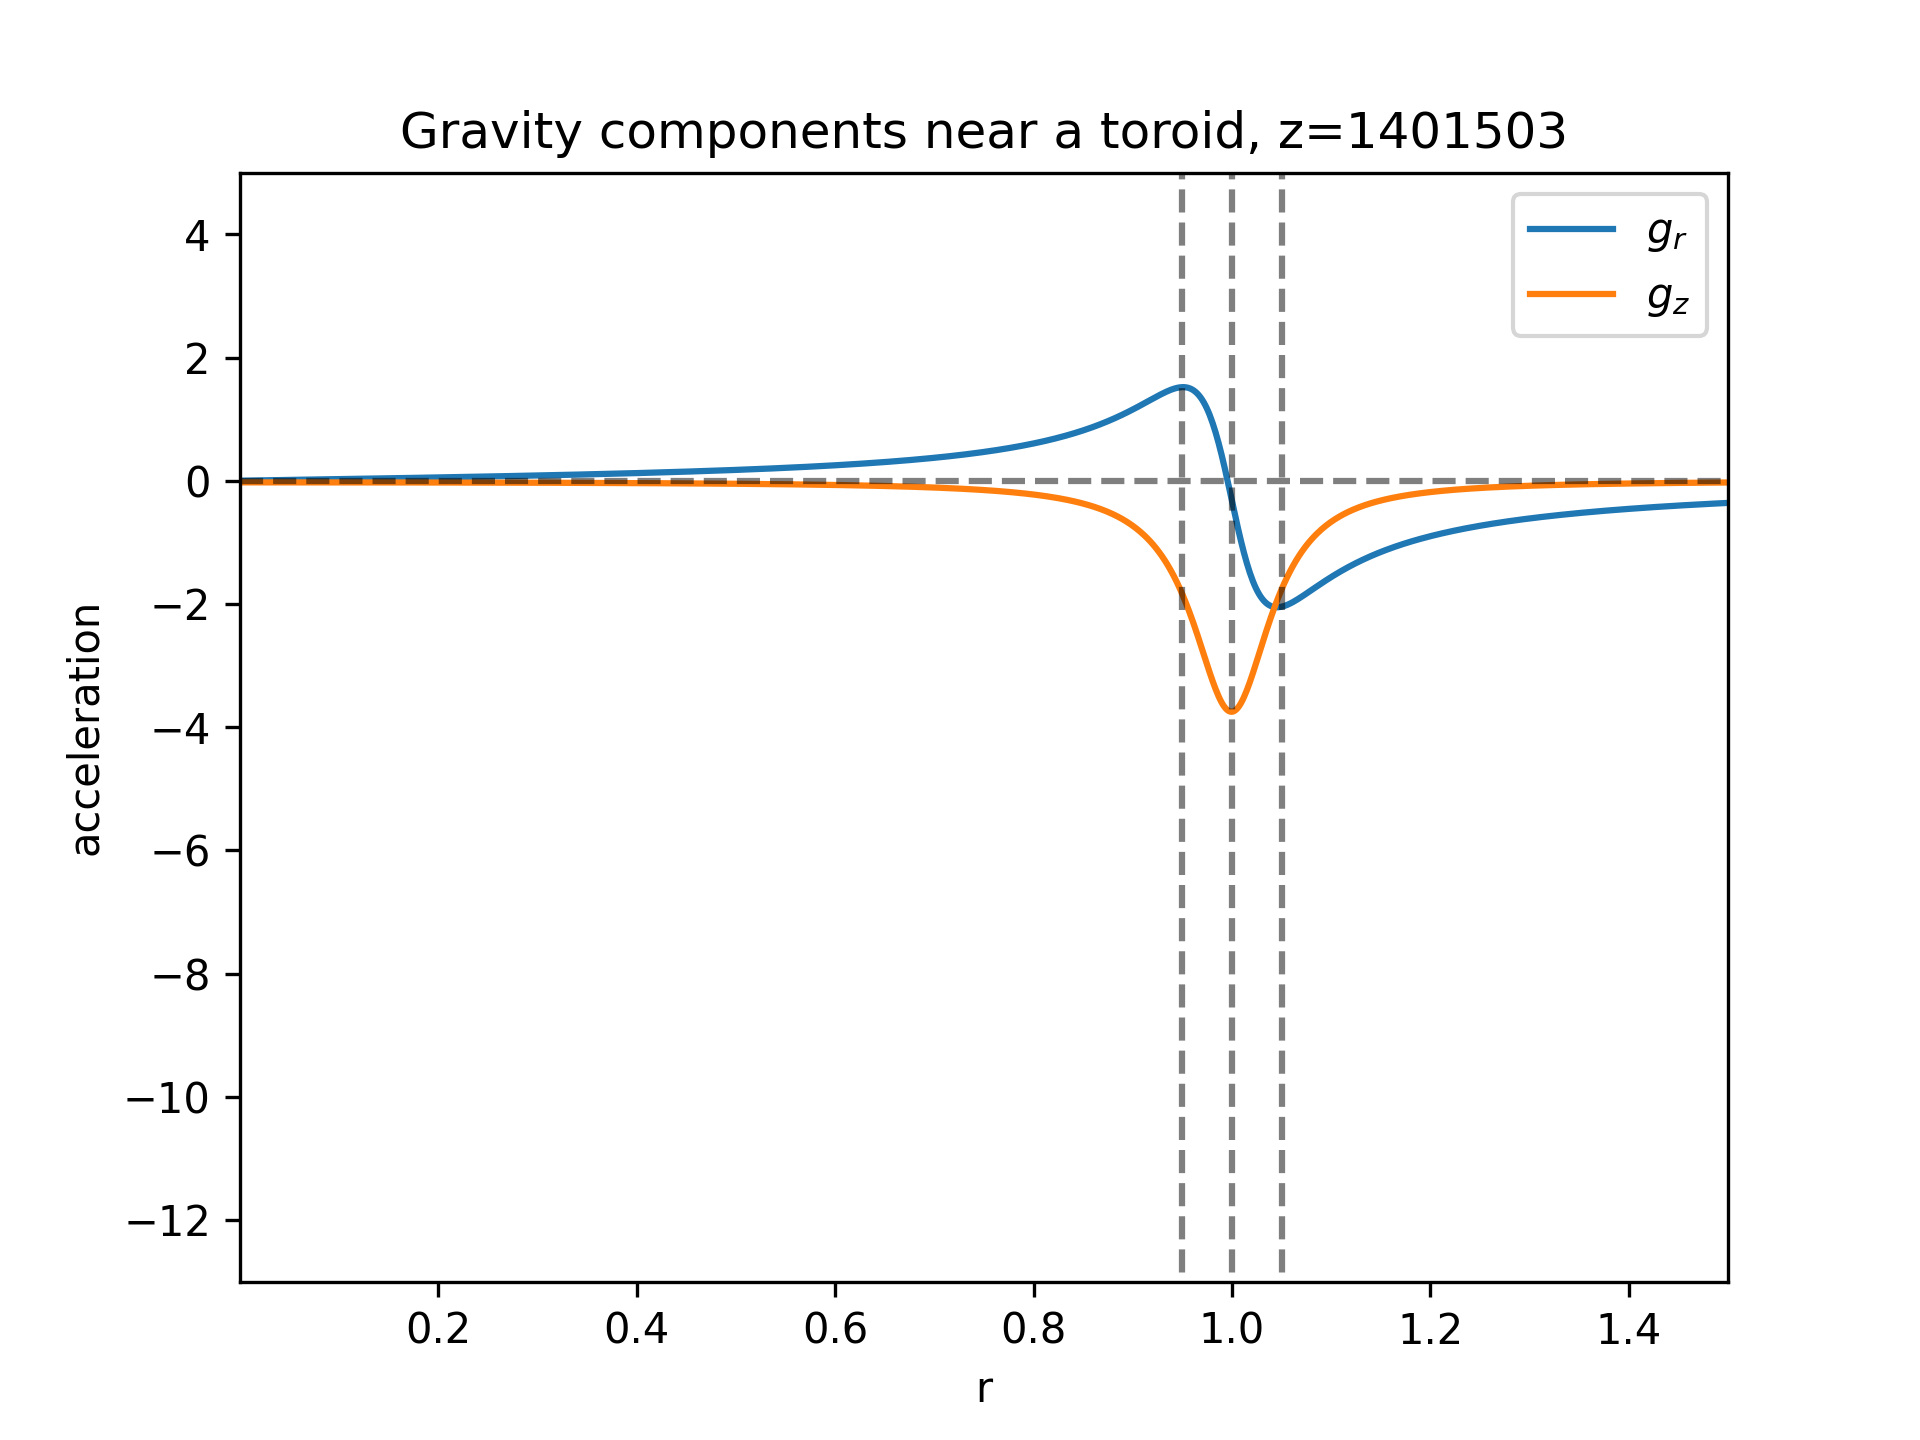 Gravity components near a toroid, z=1401503
g_r
g_z
4
2
0
−2
−4
−6
−8
−10
−12
acceleration
0.2 0.4 0.6 0.8 1.0 1.2 1.4
r